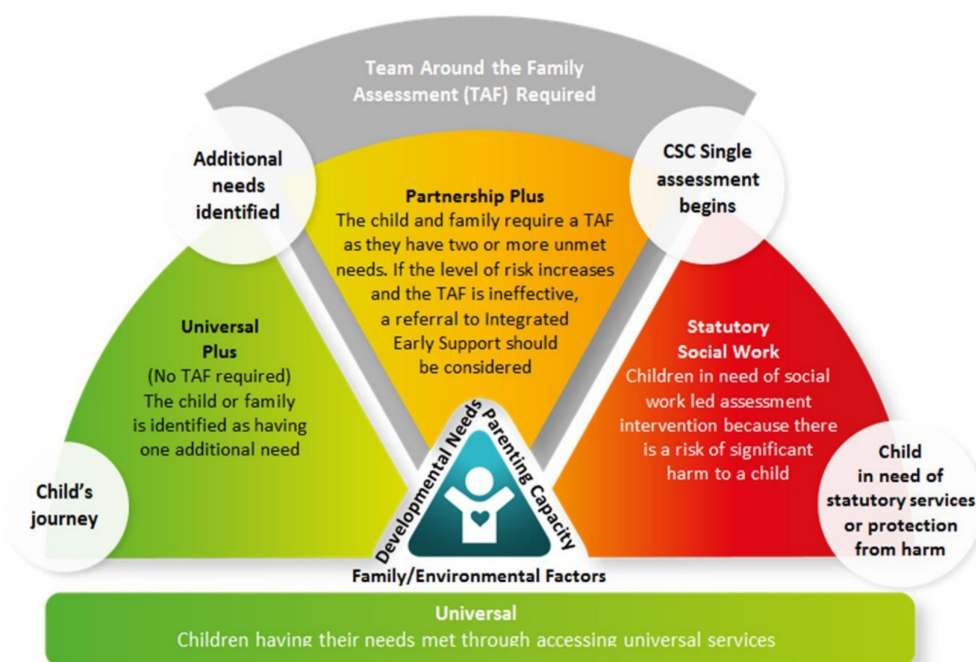 Team Around the Family
Assessment (TAF) Required
Additional
needs
identified
CSC Single
assessment
begins
Partnership Plus
The child and family require a TAF
as they have two or more unmet
needs. If the level of risk increases
and the TAF is ineffective,
a referral to Integrated
Early Support should
be considered
Universal
Plus
(No TAF required)
The child or family
is identified as having
one additional need
Statutory
Social Work
Children in need of social
work led assessment
intervention because there
is a risk of significant
harm to a child
Child's
journey
Child
in need of
statutory services
or protection
from harm
Developmental Needs
Parenting Capacity
Family/Environmental Factors
Universal
Children having their needs met through accessing universal services